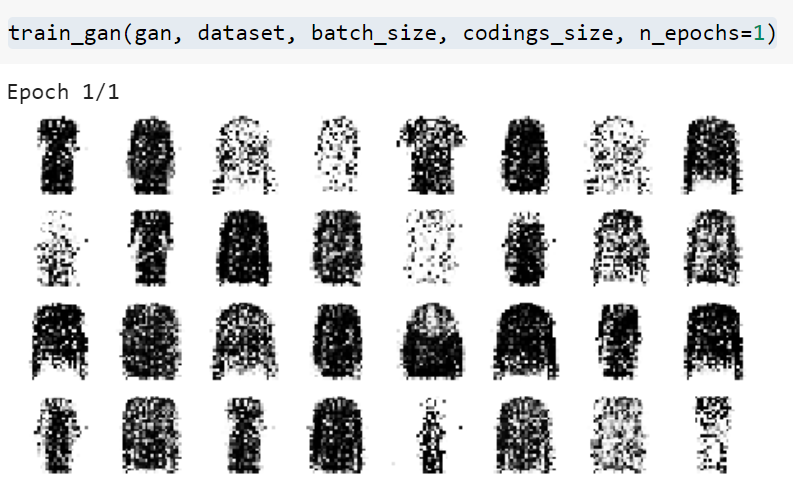 train_gan(gan, dataset, batch_size, codings_size, n_epochs=1)
Epoch 1/1